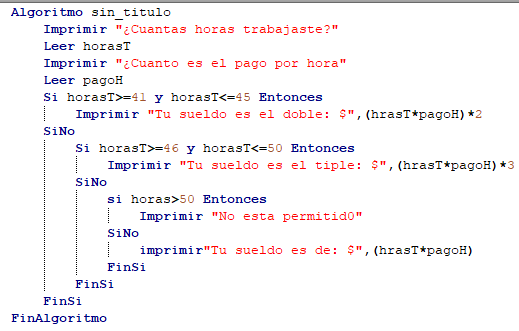 Algoritmo sin_titulo
Imprimir "¿Cuantas horas trabajaste?"
Leer horasT
Imprimir "¿Cuanto es el pago por hora"
Leer pagoH
Si horasT>=41 y horasT<=45 Entonces
Imprimir "Tu sueldo es el doble: $",(horasT*pagoH)*2
SiNo
Si horasT>=46 y horasT<=50 Entonces
Imprimir "Tu sueldo es el tiple: $",(hrasT*pagoH)*3
SiNo
si horas>50 Entonces
Imprimir "No esta permitid0"
SiNo
imprimir"Tu sueldo es de: $",(hrasT*pagoH)
FinSi
FinSi
FinSi
FinAlgoritmo